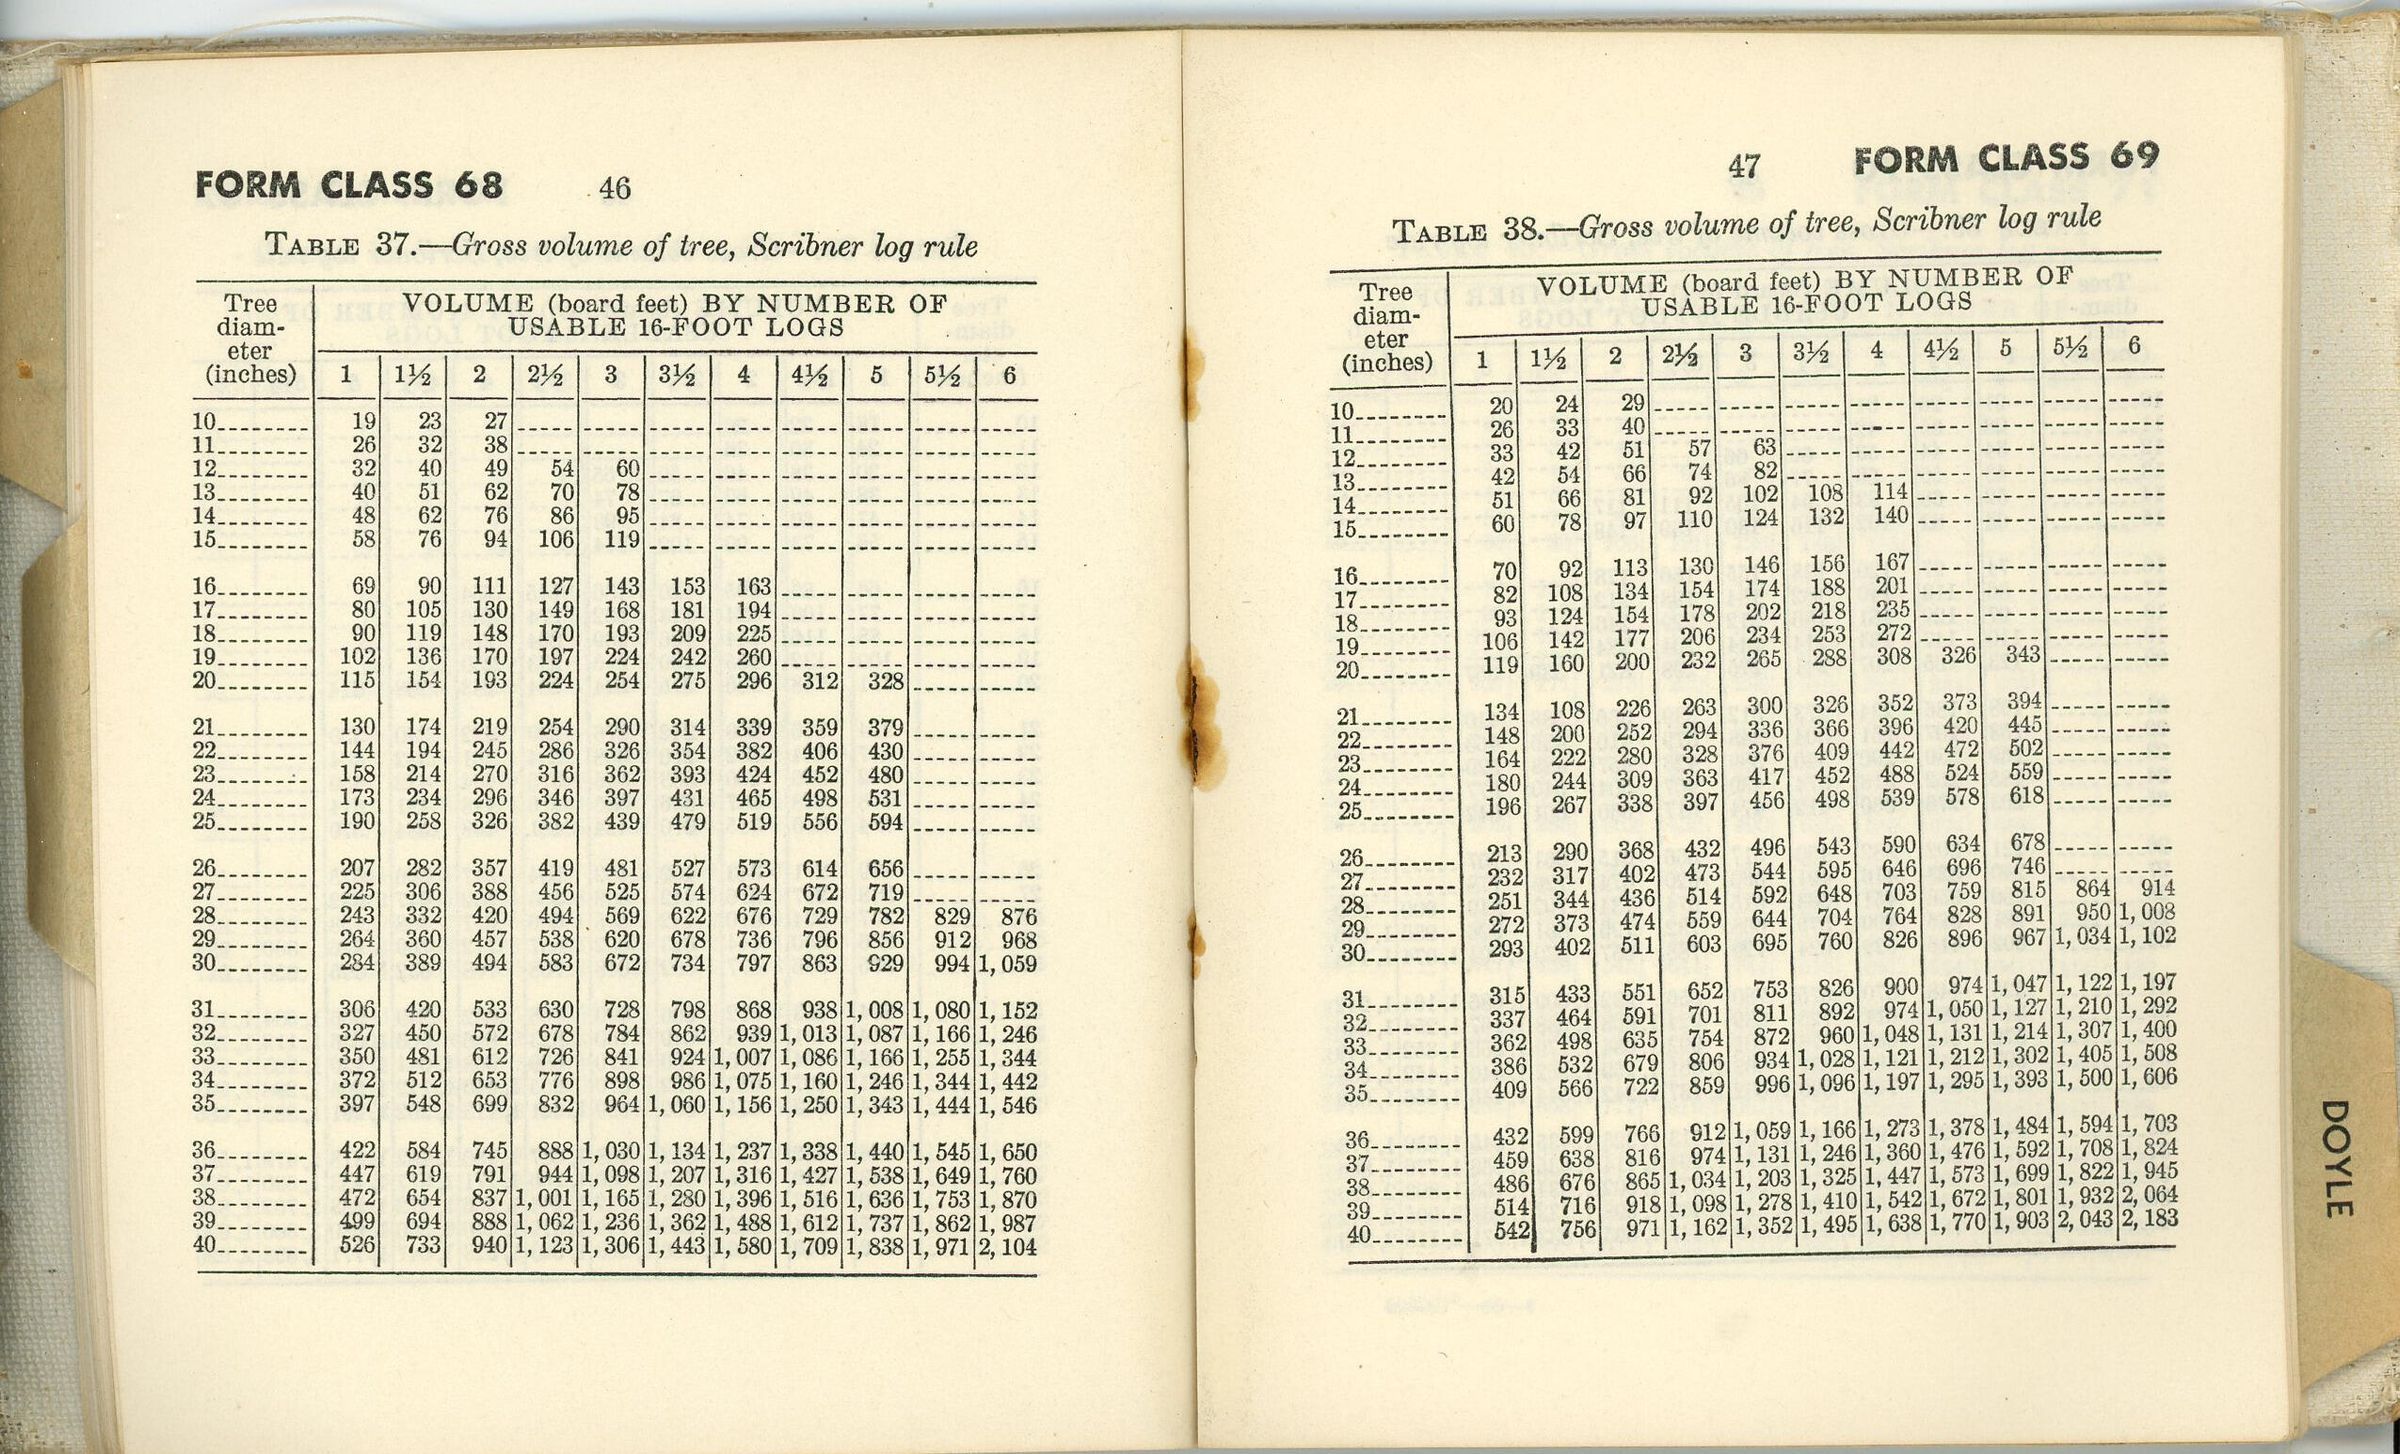 FORM CLASS 68 46
TABLE 37.—Gross volume of tree, Scribner log rule
Tree diam-eter (inches) VOLUME (board feet) BY NUMBER OF
USABLE 16-FOOT LOGS
1 1½ 2 2½ 3 3½ 4 4½ 5 5½ 6
10 19 23 27
11 26 32 38
12 32 40 49 54 60
13 40 51 62 70 78
14 48 62 76 86 95
15 58 76 94 106 119
16 69 90 111 127 143 153 163
17 80 105 130 149 168 181 194
18 90 119 148 170 193 209 225
19 102 136 170 197 224 242 260
20 115 154 193 224 254 275 296 312 328
21 130 174 219 254 290 314 339 359 379
22 144 194 245 286 326 354 382 406 430
23 158 214 270 316 362 393 424 452 480
24 173 234 296 346 397 431 465 498 531
25 190 258 326 382 439 479 519 556 594
26 207 282 357 419 481 527 573 614 656
27 225 306 388 456 525 574 624 672 719
28 243 332 420 494 569 622 676 729 782 829 876
29 264 360 457 538 620 678 736 796 856 912 968
30 284 389 494 583 672 734 797 863 929 994 1,059
31 306 420 533 630 728 798 868 938 1,008 1,080 1,152
32 327 450 572 678 784 862 939 1,013 1,087 1,166 1,246
33 350 481 612 726 841 924 1,007 1,086 1,166 1,255 1,344
34 372 512 653 776 898 986 1,075 1,160 1,246 1,344 1,442
35 397 548 699 832 964 1,060 1,156 1,250 1,343 1,444 1,546
36 422 584 745 888 1,030 1,134 1,237 1,338 1,440 1,545 1,650
37 447 619 791 944 1,098 1,207 1,316 1,427 1,538 1,649 1,760
38 472 654 837 1,001 1,165 1,280 1,396 1,516 1,636 1,753 1,870
39 499 694 888 1,062 1,236 1,362 1,488 1,612 1,737 1,862 1,987
40 526 733 940 1,123 1,306 1,443 1,580 1,709 1,838 1,971 2,104
47 FORM CLASS 69
TABLE 38.—Gross volume of tree, Scribner log rule
Tree diam-eter (inches) VOLUME (board feet) BY NUMBER OF
USABLE 16-FOOT LOGS
1 1½ 2 2½ 3 3½ 4 4½ 5 5½ 6
10 20 24 29
11 26 33 40
12 33 42 51 57 63
13 42 54 66 74 82
14 51 66 81 92 102 108 114
15 60 78 97 110 124 132 140
16 70 92 113 130 146 156 167
17 82 108 134 154 174 188 201
18 93 124 154 178 202 218 235
19 106 142 177 206 234 253 272
20 119 160 200 232 265 288 308 326 343
21 134 108 226 263 300 326 352 373 394
22 148 200 252 294 336 366 396 420 445
23 164 222 280 328 376 409 442 472 502
24 180 244 309 363 417 452 488 524 559
25 196 267 338 397 456 498 539 578 618
26 213 290 368 432 496 543 590 634 678
27 232 317 402 473 544 595 646 696 746
28 251 344 436 514 592 648 703 759 815 864 914
29 272 373 474 559 644 704 764 828 891 950 1,008
30 293 402 511 603 695 760 826 896 967 1,034 1,102
31 315 433 551 652 753 826 900 974 1,047 1,122 1,197
32 337 464 591 701 811 892 974 1,050 1,127 1,210 1,292
33 362 498 635 754 872 960 1,048 1,131 1,214 1,307 1,400
34 386 532 679 806 934 1,028 1,121 1,212 1,302 1,405 1,508
35 409 566 722 859 996 1,096 1,197 1,295 1,393 1,500 1,606
36 432 599 766 912 1,059 1,166 1,273 1,378 1,484 1,594 1,703
37 459 638 816 974 1,131 1,246 1,360 1,476 1,592 1,708 1,824
38 486 676 865 1,034 1,203 1,325 1,447 1,573 1,699 1,822 1,945
39 514 716 918 1,098 1,278 1,410 1,542 1,672 1,801 1,932 2,064
40 542 756 971 1,162 1,352 1,495 1,638 1,770 1,903 2,043 2,183
DOYLE